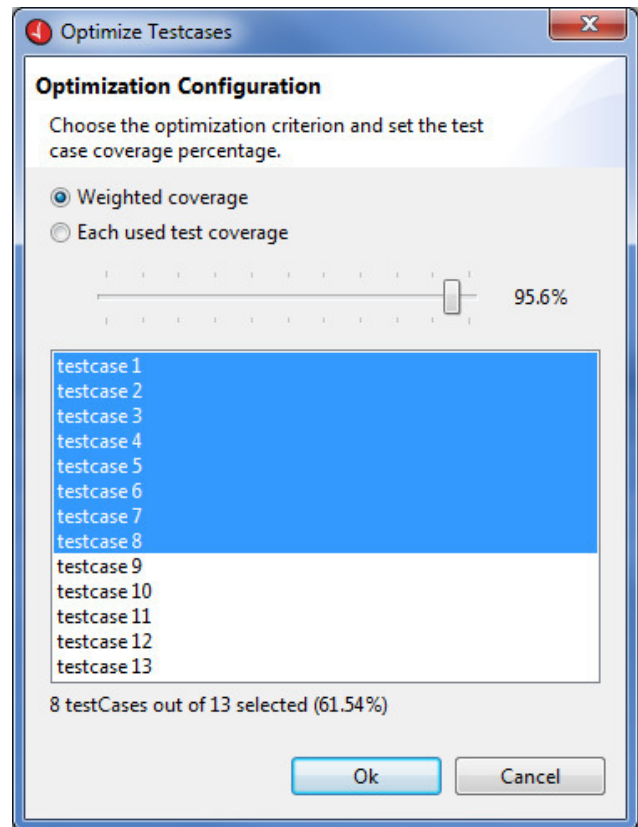 Optimize Testcases
Optimization Configuration
Choose the optimization criterion and set the test
case coverage percentage.
Weighted coverage
Each used test coverage
95.6%
testcase 1
testcase 2
testcase 3
testcase 4
testcase 5
testcase 6
testcase 7
testcase 8
testcase 9
testcase 10
testcase 11
testcase 12
testcase 13
8 testCases out of 13 selected (61.54%)
Ok Cancel